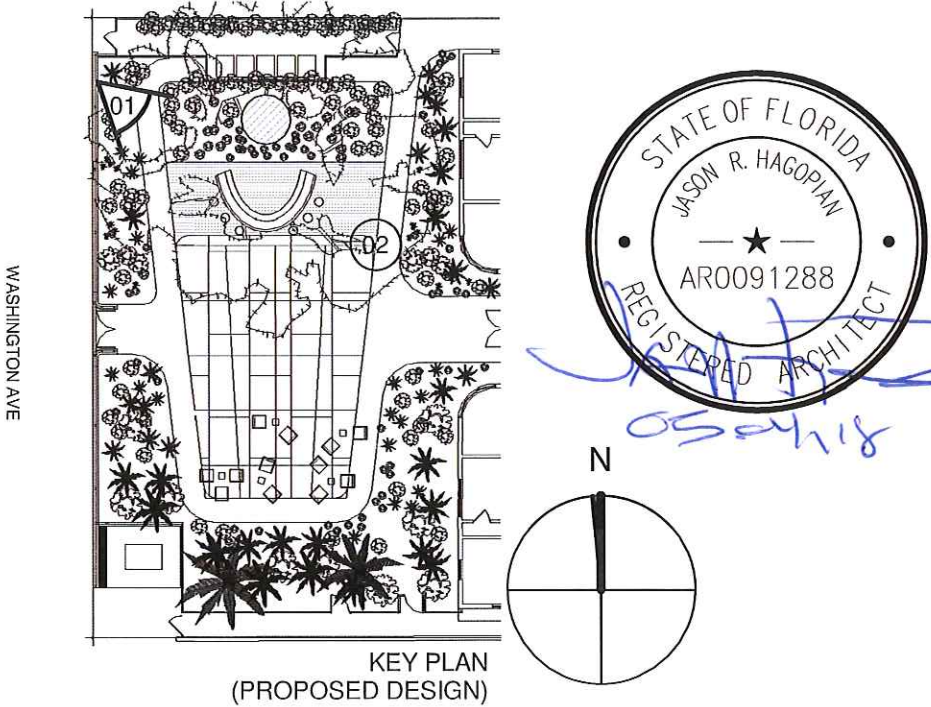 WASHINGTON AVE
01
02
KEY PLAN
(PROPOSED DESIGN)
STATE OF FLORIDA
JASON R. HAGOPIAN
AR0091288
REGISTERED ARCHITECT
N